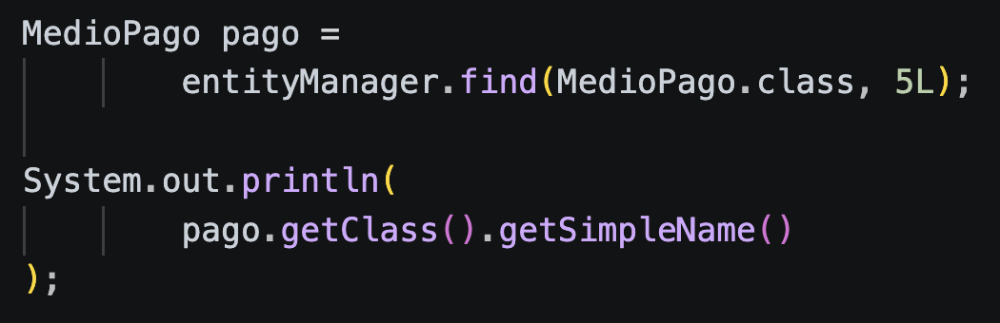 MedioPago pago =
        entityManager.find(MedioPago.class, 5L);

System.out.println(
        pago.getClass().getSimpleName()
);